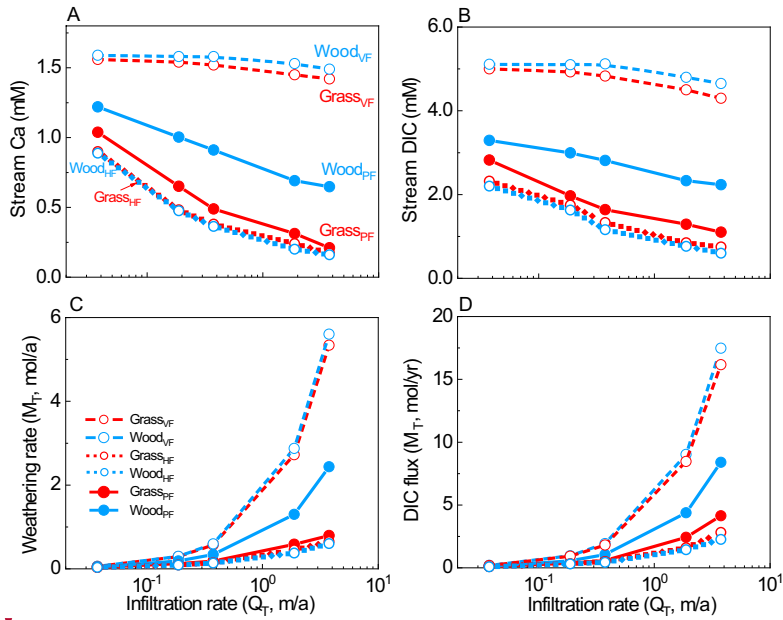 A
Stream Ca (mM)
1.5
1.0
0.5
0.0
Wood_VF
Grass_VF
Wood_PF
Wood_HF
Grass_HF
Grass_PF
B
Stream DIC (mM)
6.0
4.0
2.0
0.0
C
Weathering rate (M_T, mol/a)
6
4
2
0
Grass_VF
Wood_VF
Grass_HF
Wood_HF
Grass_PF
Wood_PF
10^-1 10^0 10^1
Infiltration rate (Q_T, m/a)
D
DIC flux (M_T, mol/yr)
20
15
10
5
0
10^-1 10^0 10^1
Infiltration rate (Q_T, m/a)